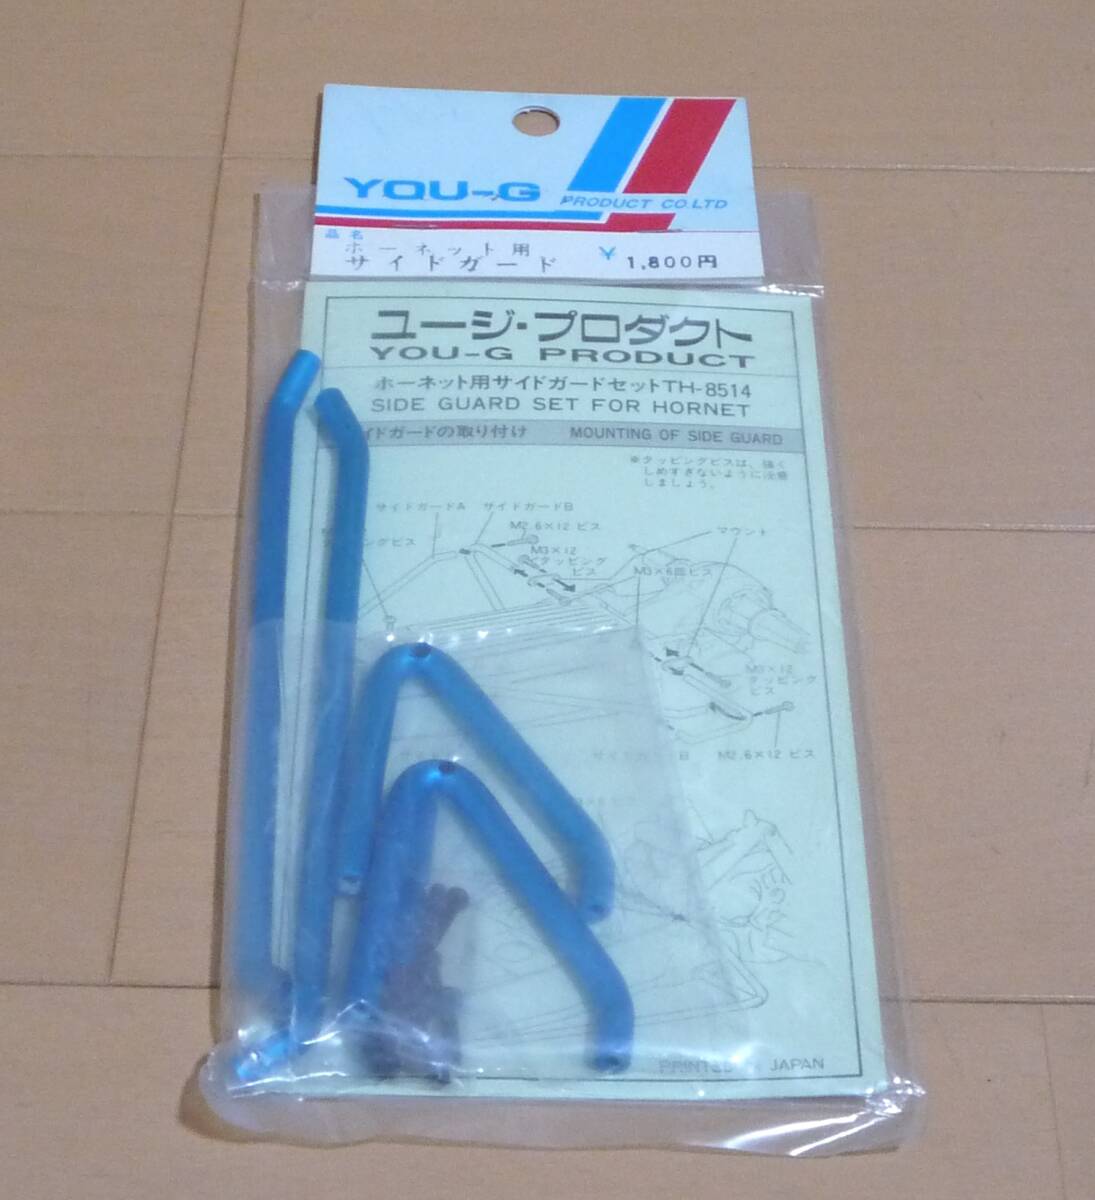 YOU-G PRODUCT CO.LTD
品名 ホーネット用
サイドガード ¥ 1,800円
ユージ・プロダクト
YOU-G PRODUCT
ホーネット用サイドガードセットTH-8514
SIDE GUARD SET FOR HORNET
イドガードの取り付け MOUNTING OF SIDE GUARD
※タッピングビスは、強く
しめすぎないように注意
しましょう。
サイドガードA サイドガードB
M2.6×12 ビス
マウント
ングビス
M3×12
タッピング
ビス
M3×6皿ビス
M3×12
タッピング
ビス
M2.6×12 ビス
PRINTED JAPAN